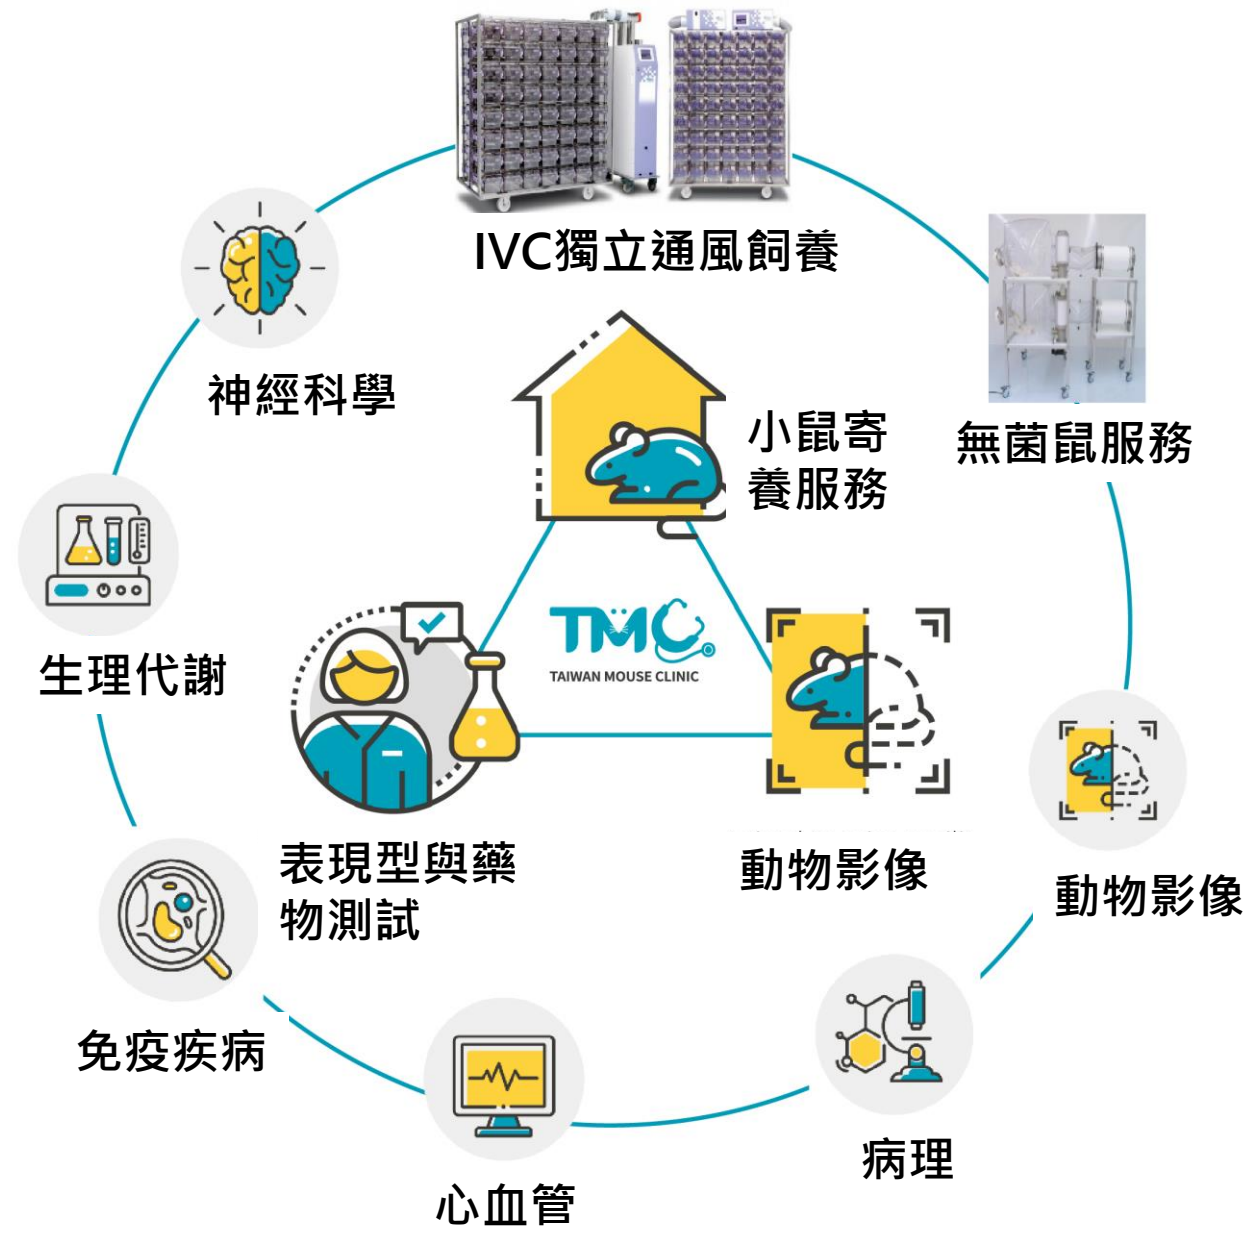 IVC獨立通風飼養
神經科學
小鼠寄
養服務
無菌鼠服務
TMC
TAIWAN MOUSE CLINIC
生理代謝
表現型與藥
物測試
動物影像
動物影像
免疫疾病
病理
心血管